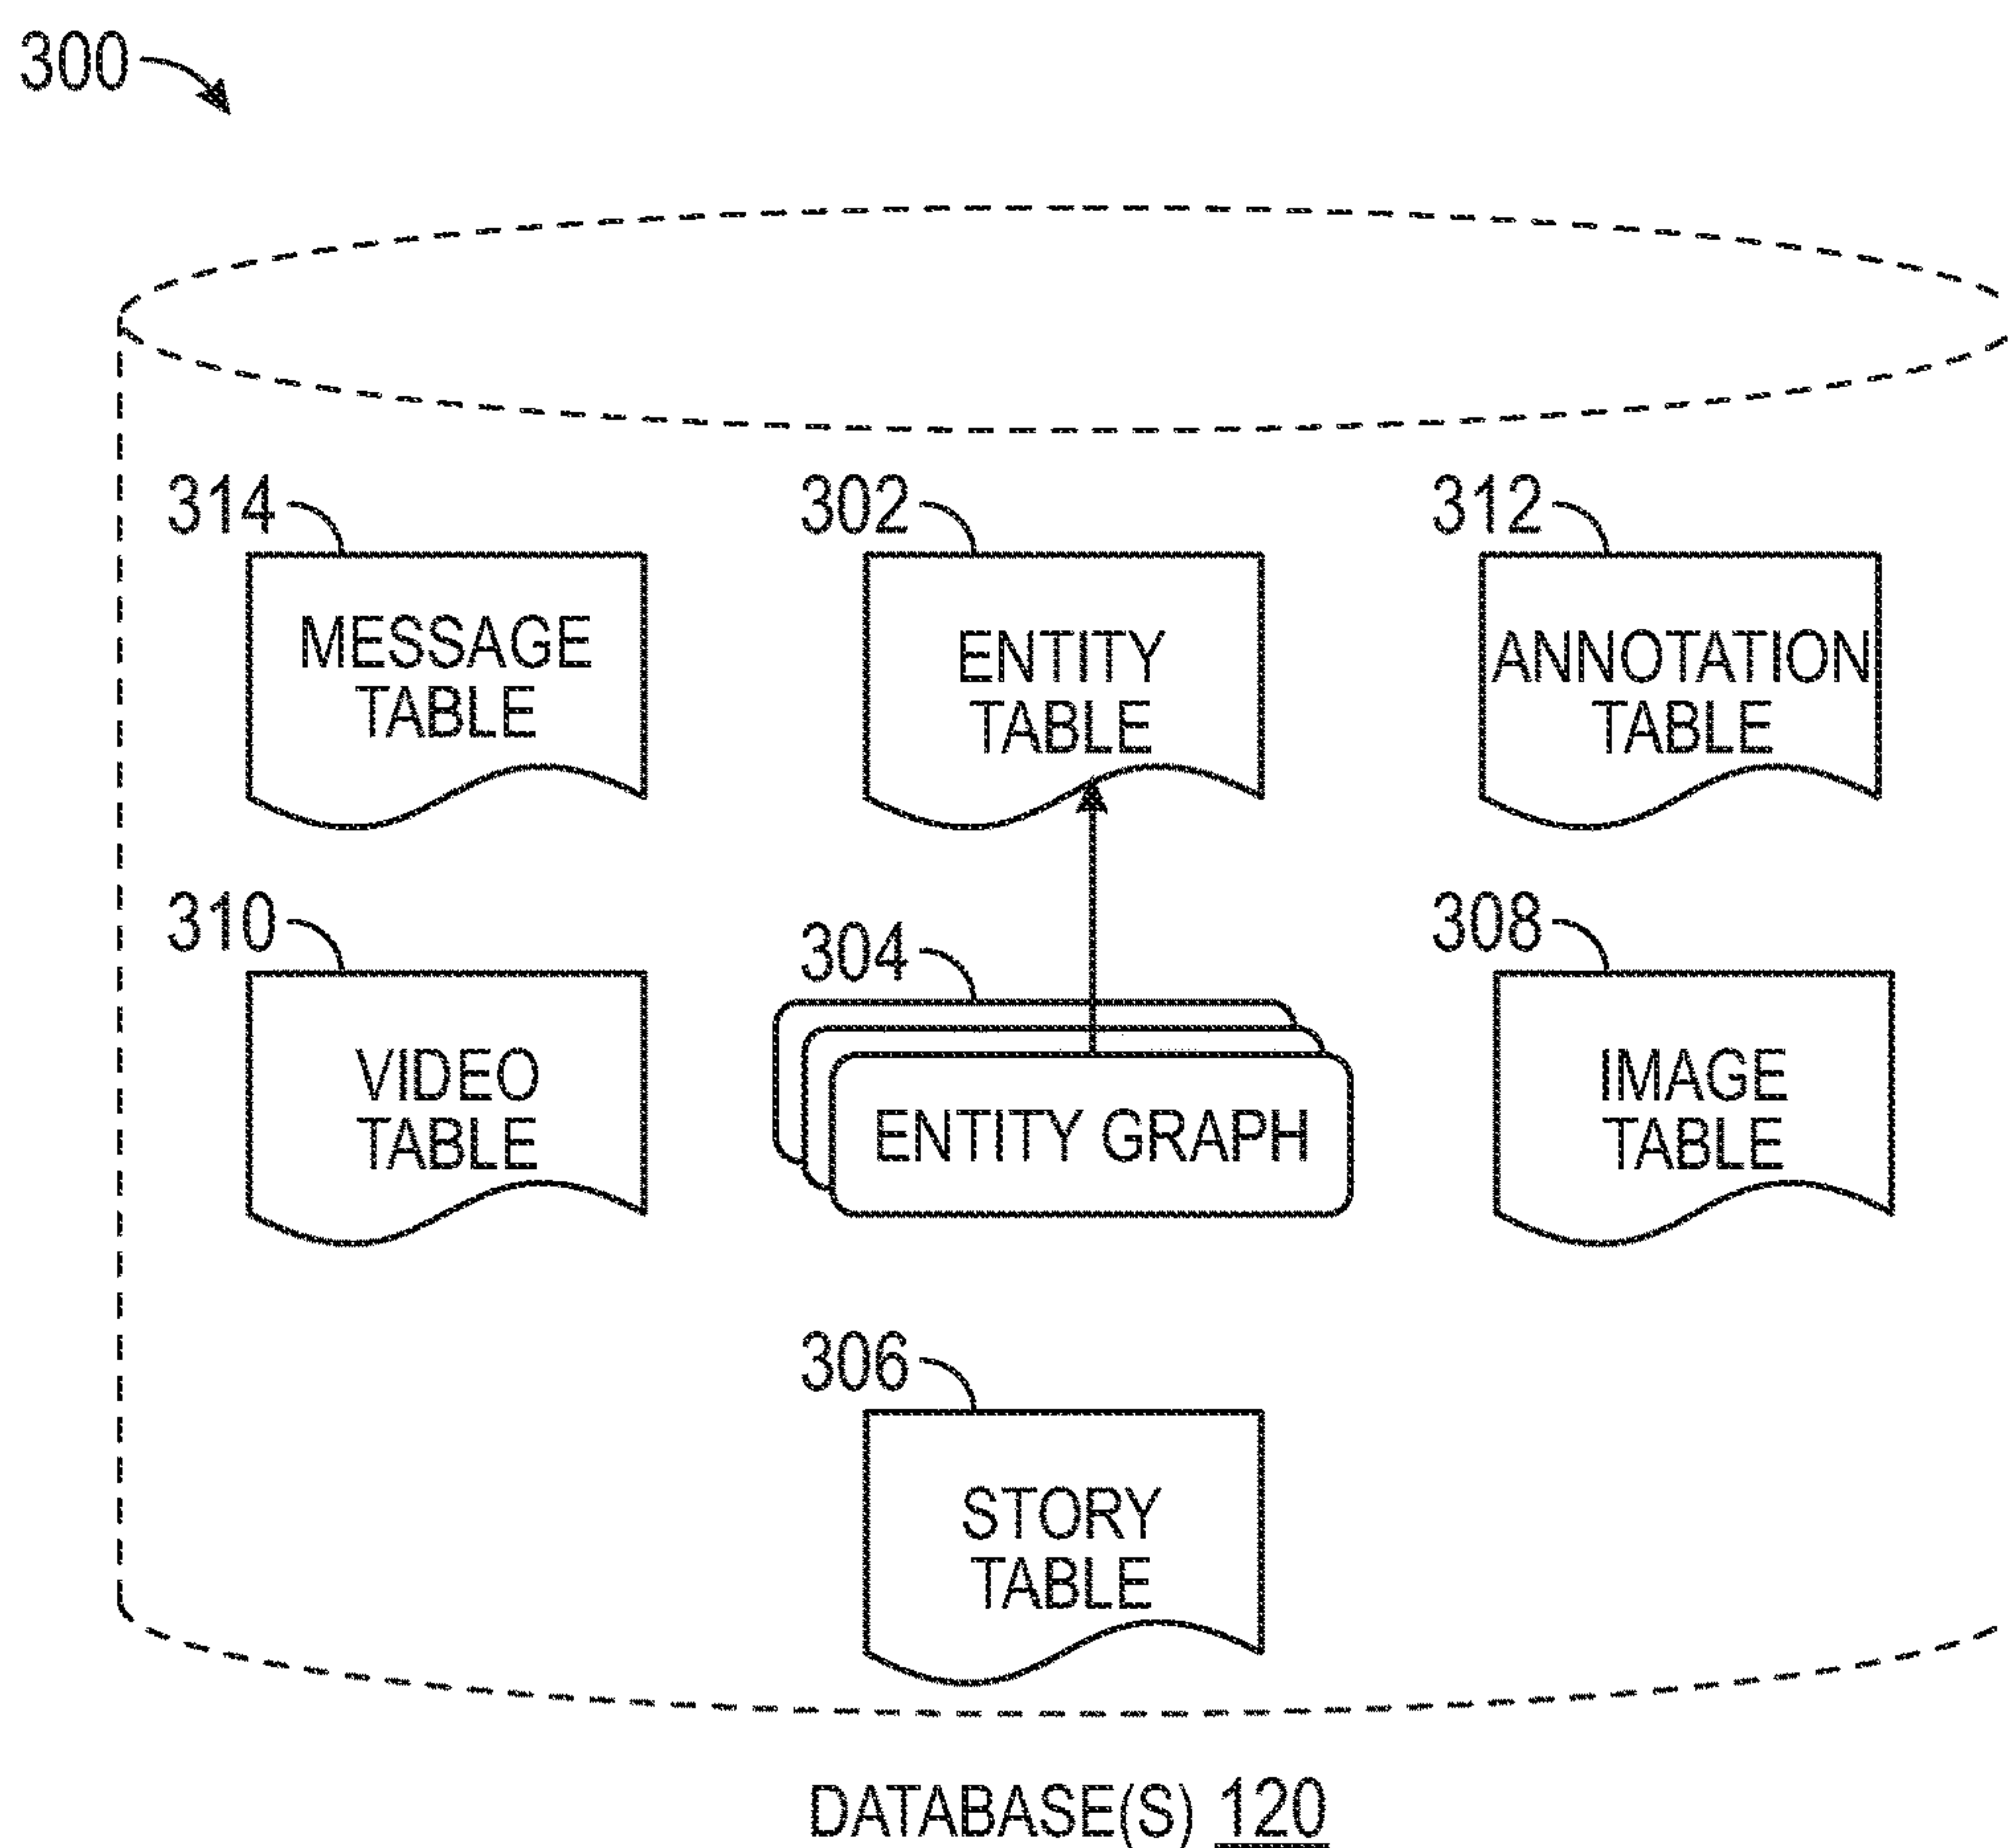 300
314
302
312
MESSAGE
TABLE
ENTITY
TABLE
ANNOTATION
TABLE
310
304
308
VIDEO
TABLE
ENTITY GRAPH
IMAGE
TABLE
306
STORY
TABLE
DATABASE(S) 120